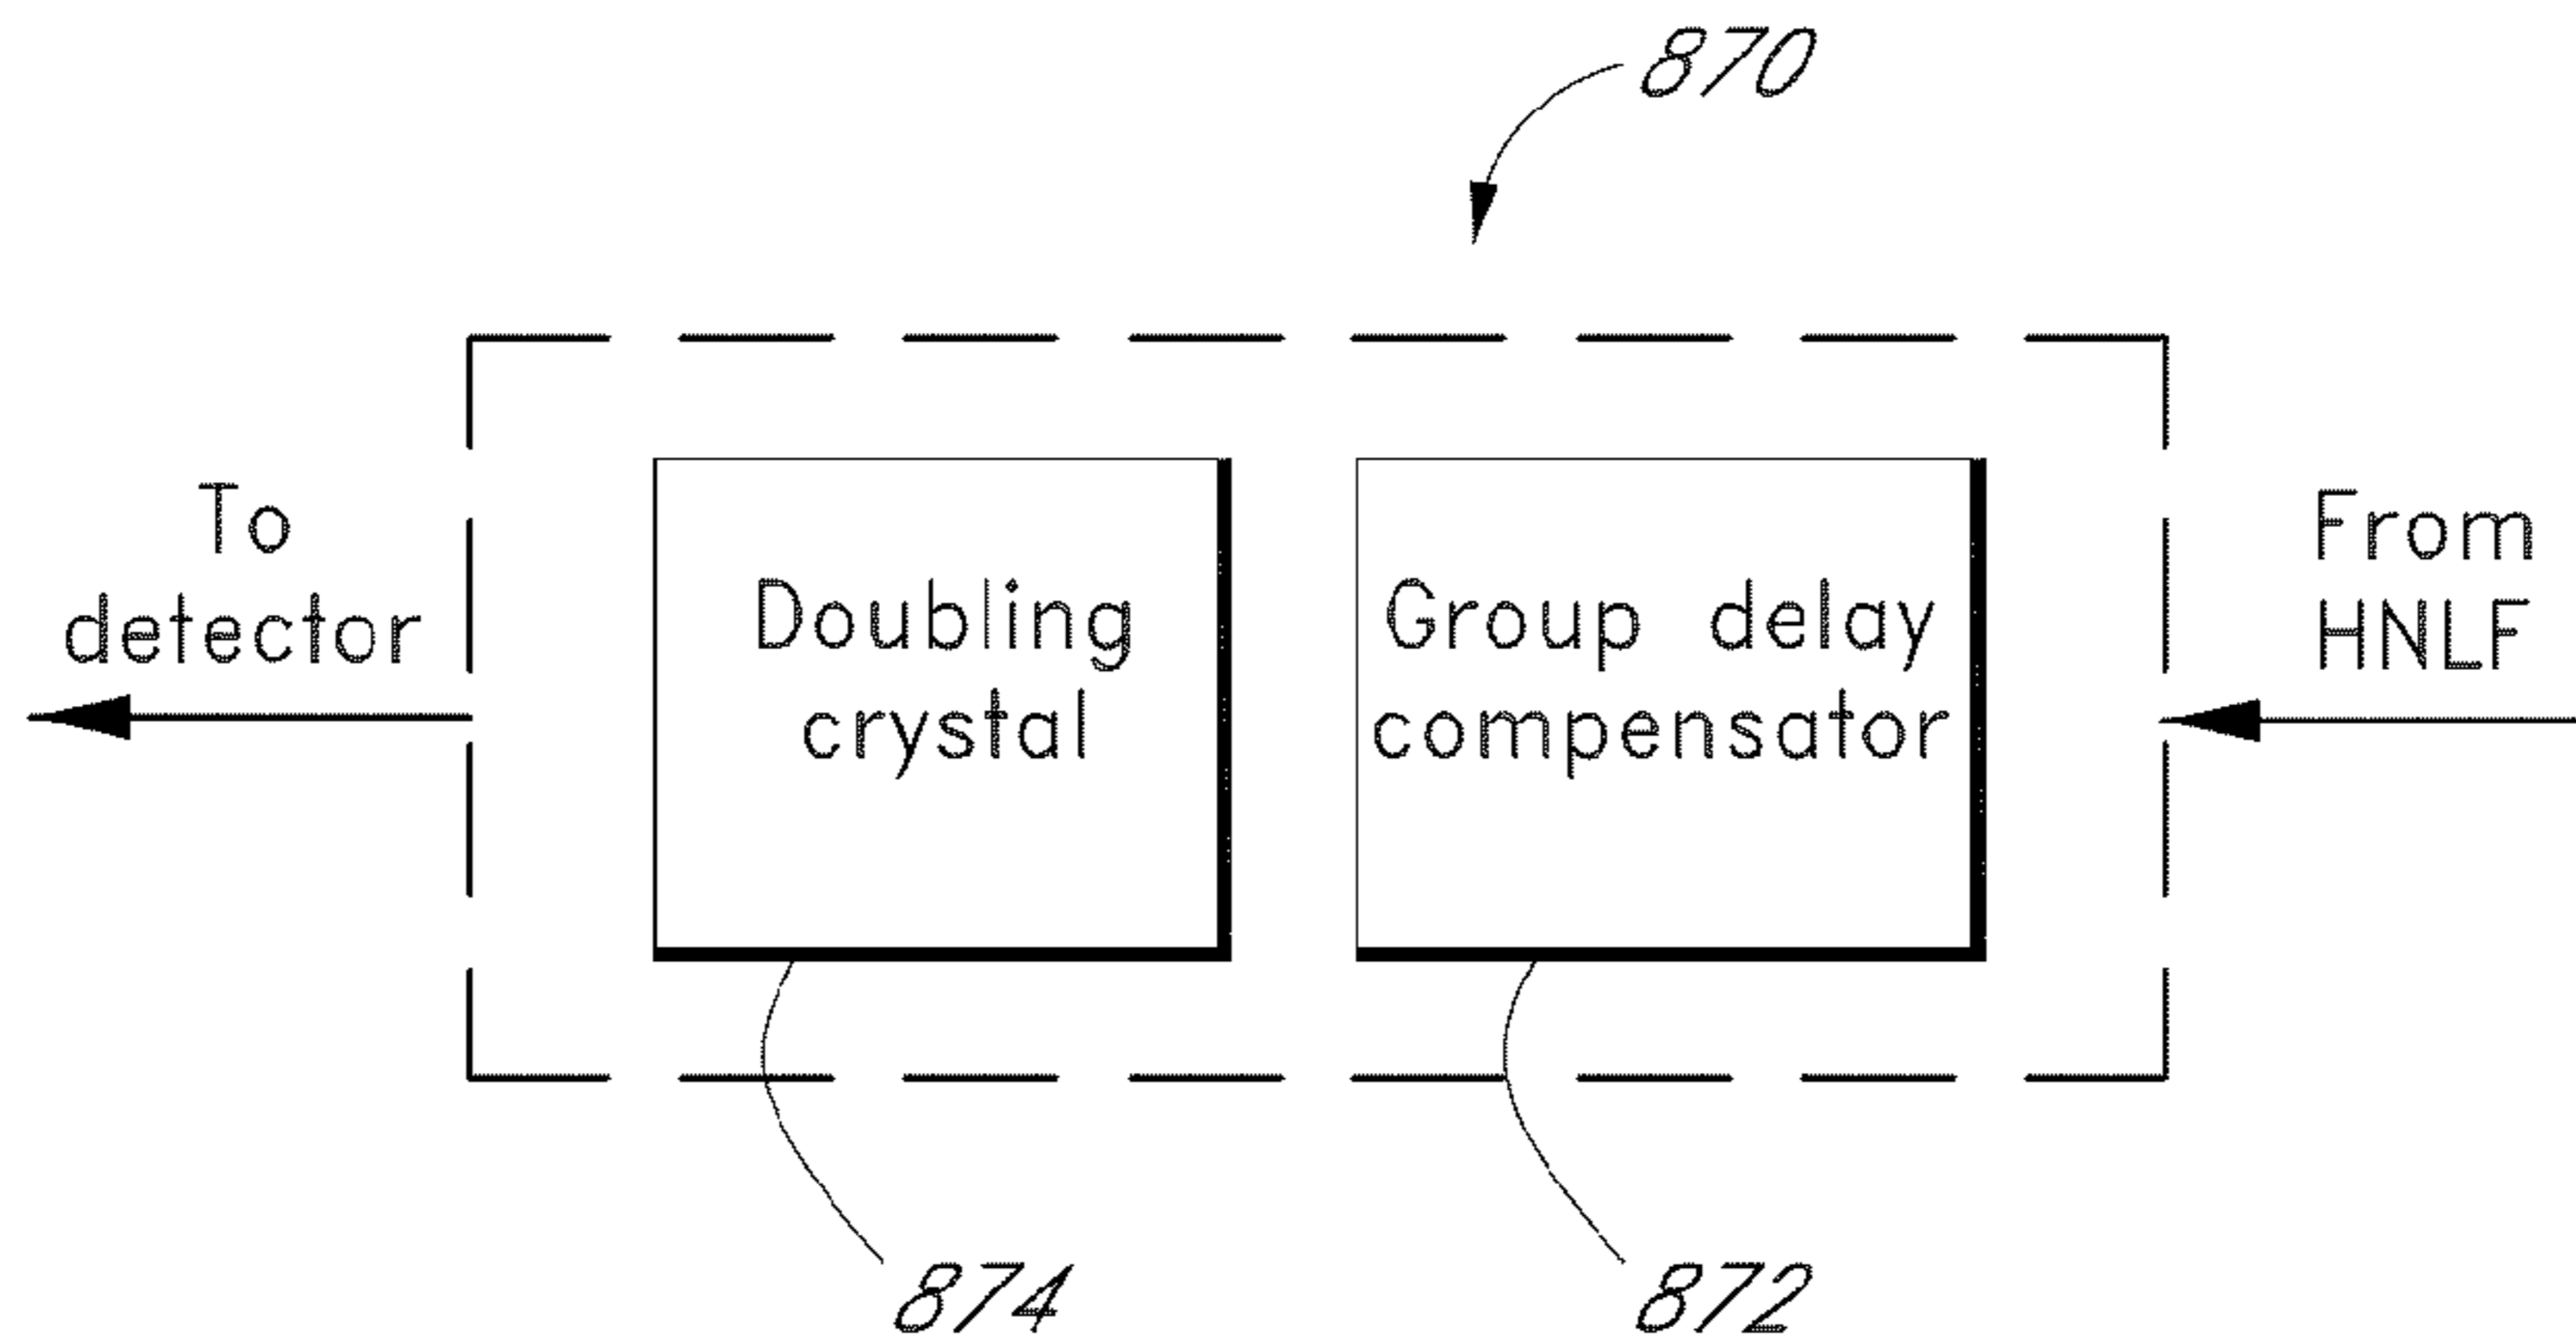 870
To
detector
Doubling
crystal
Group delay
compensator
From
HNLF
874
872